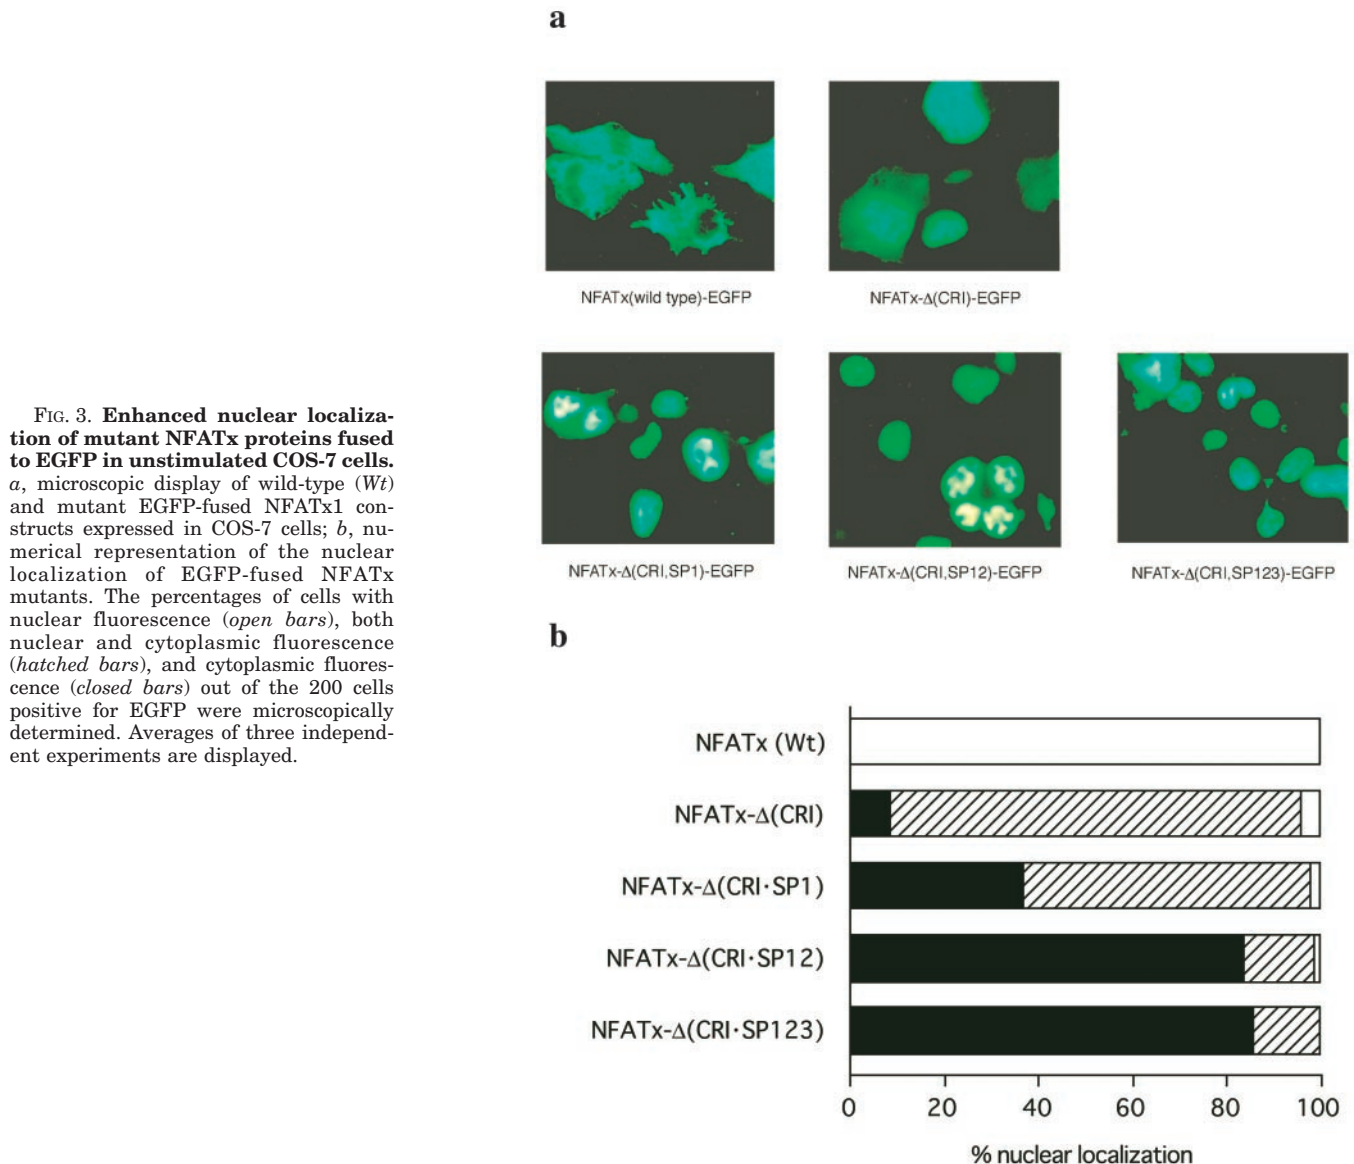 a
NFATx(wild type)-EGFP
NFATx-Δ(CRI)-EGFP
NFATx-Δ(CRI,SP1)-EGFP
NFATx-Δ(CRI,SP12)-EGFP
NFATx-Δ(CRI,SP123)-EGFP
FIG. 3. Enhanced nuclear localiza-
tion of mutant NFATx proteins fused
to EGFP in unstimulated COS-7 cells.
a, microscopic display of wild-type (Wt)
and mutant EGFP-fused NFATx1 con-
structs expressed in COS-7 cells; b, nu-
merical representation of the nuclear
localization of EGFP-fused NFATx
mutants. The percentages of cells with
nuclear fluorescence (open bars), both
nuclear and cytoplasmic fluorescence
(hatched bars), and cytoplasmic fluores-
cence (closed bars) out of the 200 cells
positive for EGFP were microscopically
determined. Averages of three independ-
ent experiments are displayed.
b
NFATx (Wt)
NFATx-Δ(CRI)
NFATx-Δ(CRI·SP1)
NFATx-Δ(CRI·SP12)
NFATx-Δ(CRI·SP123)
0 20 40 60 80 100
% nuclear localization